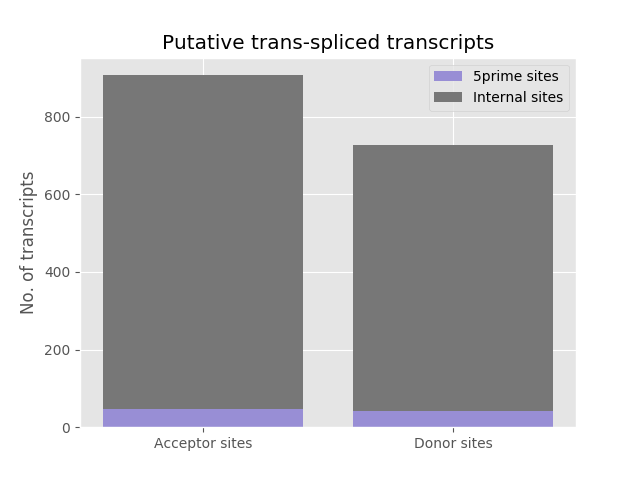 Putative trans-spliced transcripts
5prime sites
Internal sites
No. of transcripts
800
600
400
200
0
Acceptor sites
Donor sites